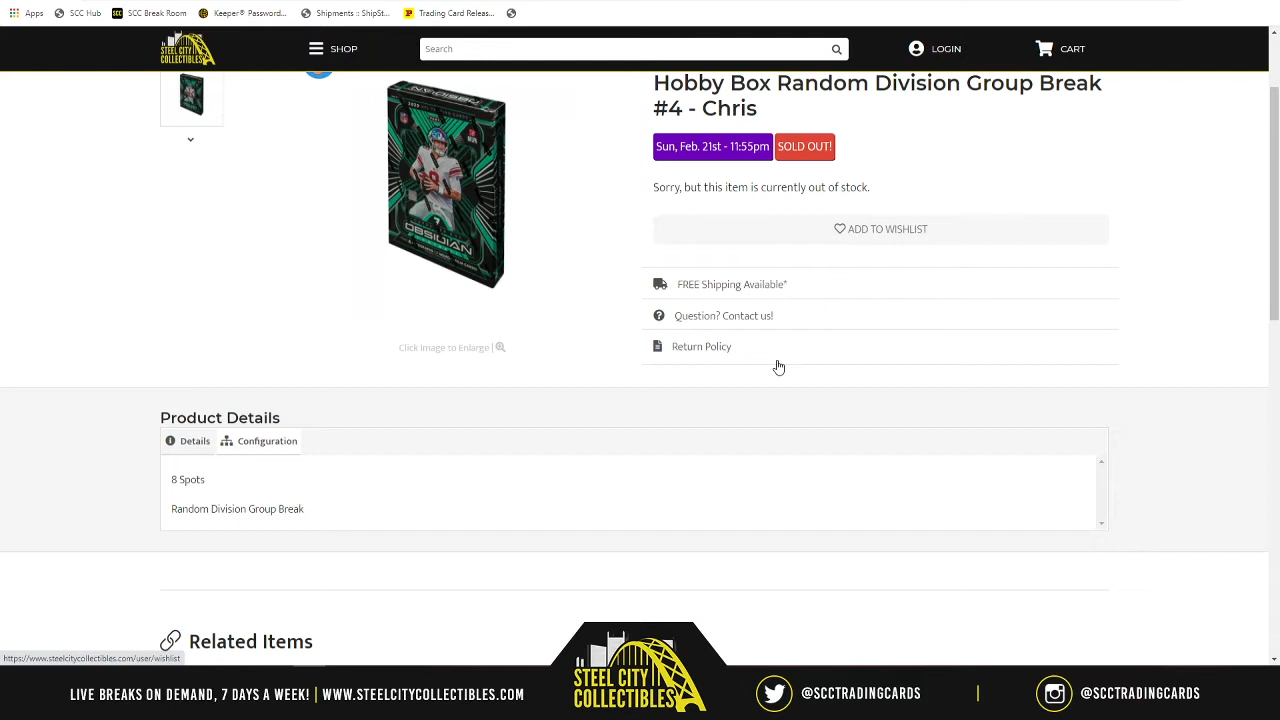 Apps SCC Hub SCC Break Room Keeper® Password... Shipments :: ShipSt... Trading Card Releas...
STEEL CITY
COLLECTIBLES
SHOP
Search
LOGIN
CART
Hobby Box Random Division Group Break
#4 - Chris
Sun, Feb. 21st - 11:55pm SOLD OUT!
Sorry, but this item is currently out of stock.
ADD TO WISHLIST
FREE Shipping Available*
Question? Contact us!
Return Policy
OBSIDIAN
Click Image to Enlarge |
Product Details
Details Configuration
8 Spots
Random Division Group Break
Related Items
https://www.steelcitycollectibles.com/user/wishlist
LIVE BREAKS ON DEMAND, 7 DAYS A WEEK! | WWW.STEELCITYCOLLECTIBLES.COM
STEEL CITY
COLLECTIBLES
@SCCTRADINGCARDS | @SCCTRADINGCARDS